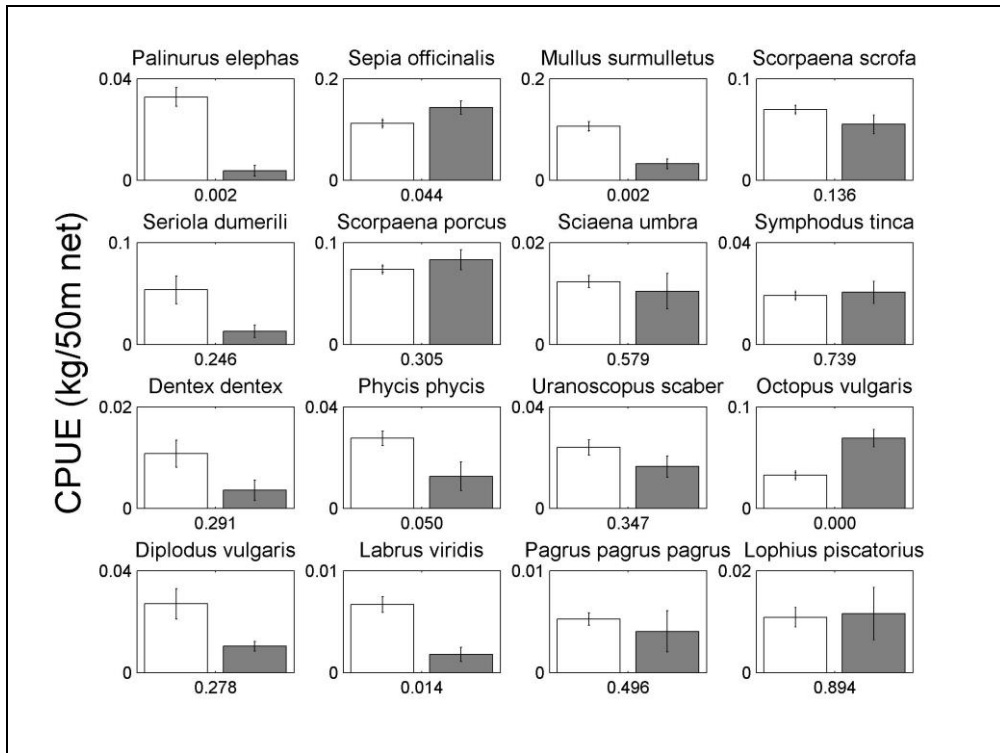 CPUE (kg/50m net)
Palinurus elephas
0.04
0
0.002
Sepia officinalis
0.2
0
0.044
Mullus surmulletus
0.2
0
0.002
Scorpaena scrofa
0.1
0
0.136
Seriola dumerili
0.1
0
0.246
Scorpaena porcus
0.1
0
0.305
Sciaena umbra
0.02
0
0.579
Symphodus tinca
0.04
0
0.739
Dentex dentex
0.02
0
0.291
Phycis phycis
0.04
0
0.050
Uranoscopus scaber
0.04
0
0.347
Octopus vulgaris
0.1
0
0.000
Diplodus vulgaris
0.04
0
0.278
Labrus viridis
0.01
0
0.014
Pagrus pagrus pagrus
0.01
0
0.496
Lophius piscatorius
0.02
0
0.894